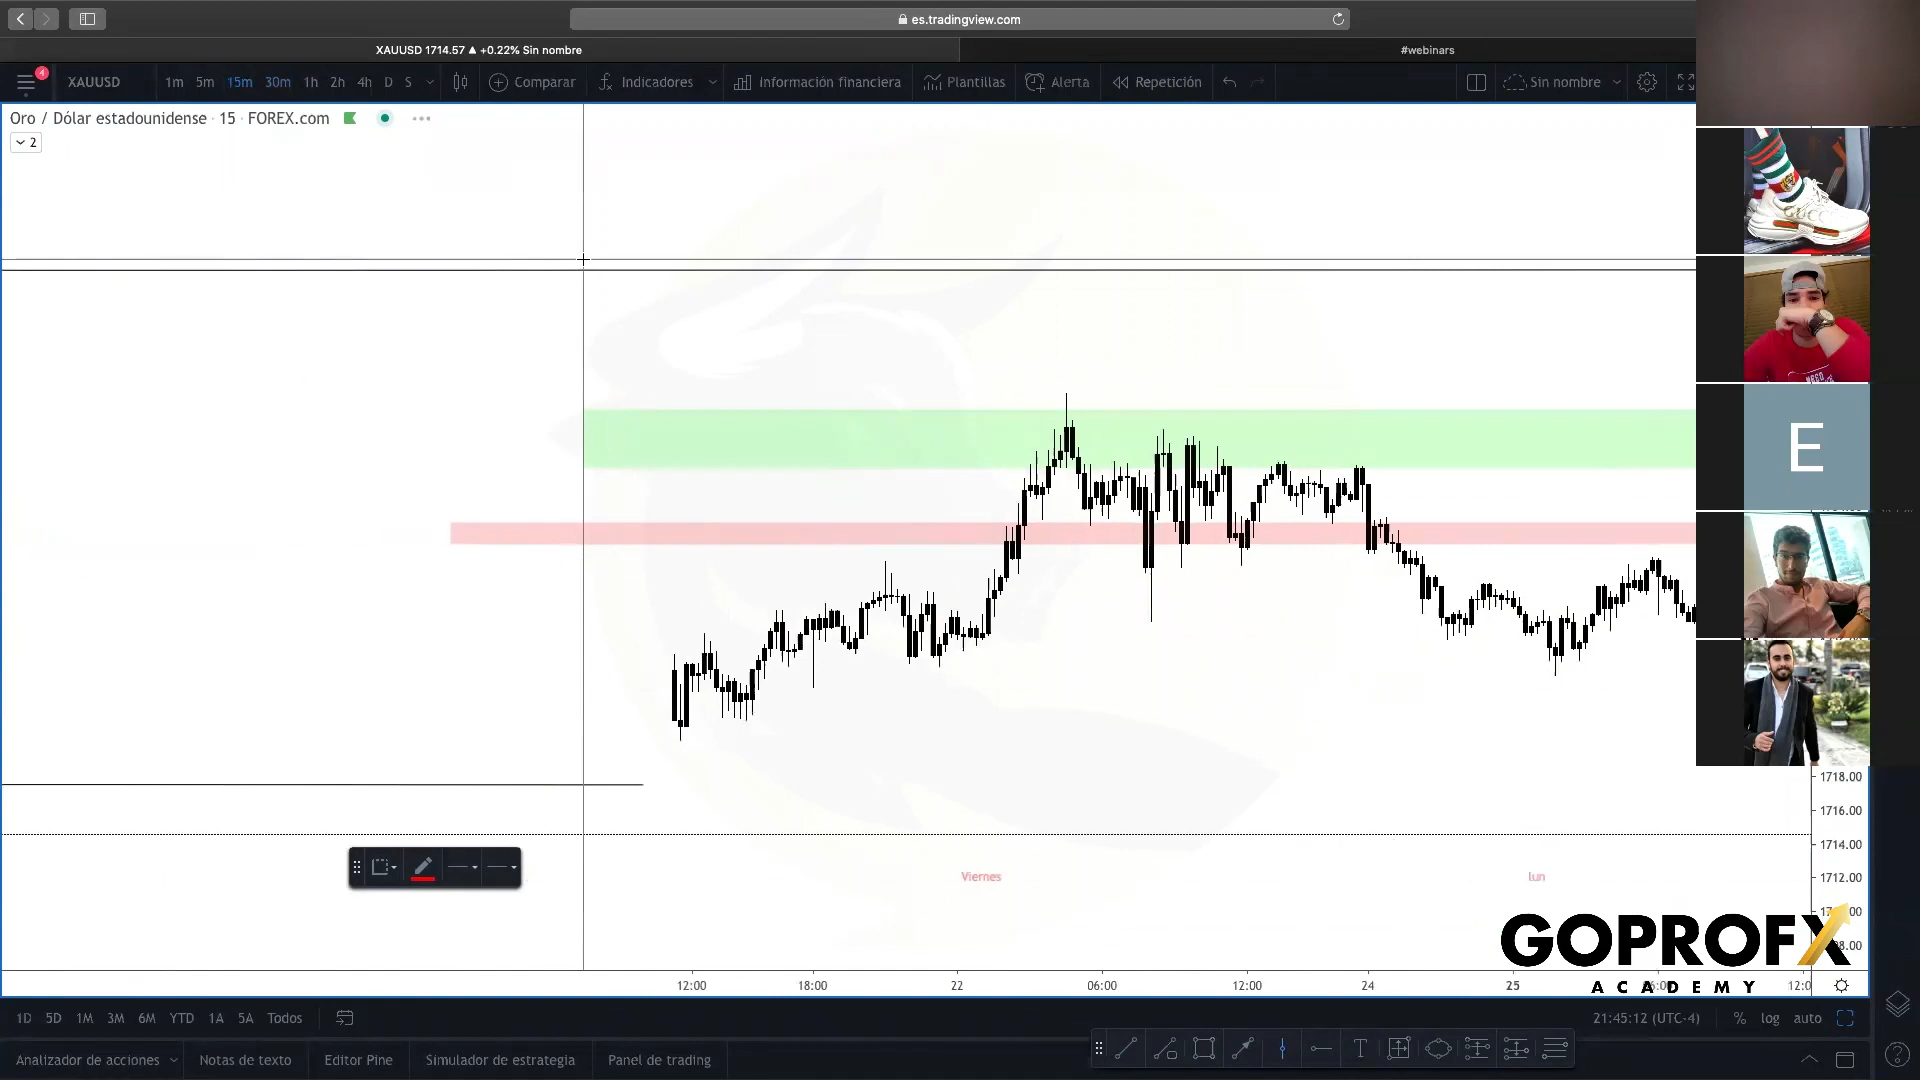 es.tradingview.com
XAUUSD 1714.57 ▲ +0.22% Sin nombre
#webinars
4
XAUUSD
1m 5m 15m 30m 1h 2h 4h D S
Comparar
Indicadores
Información financiera
Plantillas
Alerta
Repetición
Sin nombre
Oro / Dólar estadounidense · 15 · FOREX.com
2
GUCCI
E
1718.00
1716.00
1714.00
1712.00
Viernes
lun
GOPROFX
ACADEMY
12:00 18:00 22 06:00 12:00 24 25
1D 5D 1M 3M 6M YTD 1A 5A Todos
21:45:12 (UTC-4)
% log auto
Analizador de acciones
Notas de texto
Editor Pine
Simulador de estrategia
Panel de trading
T
?